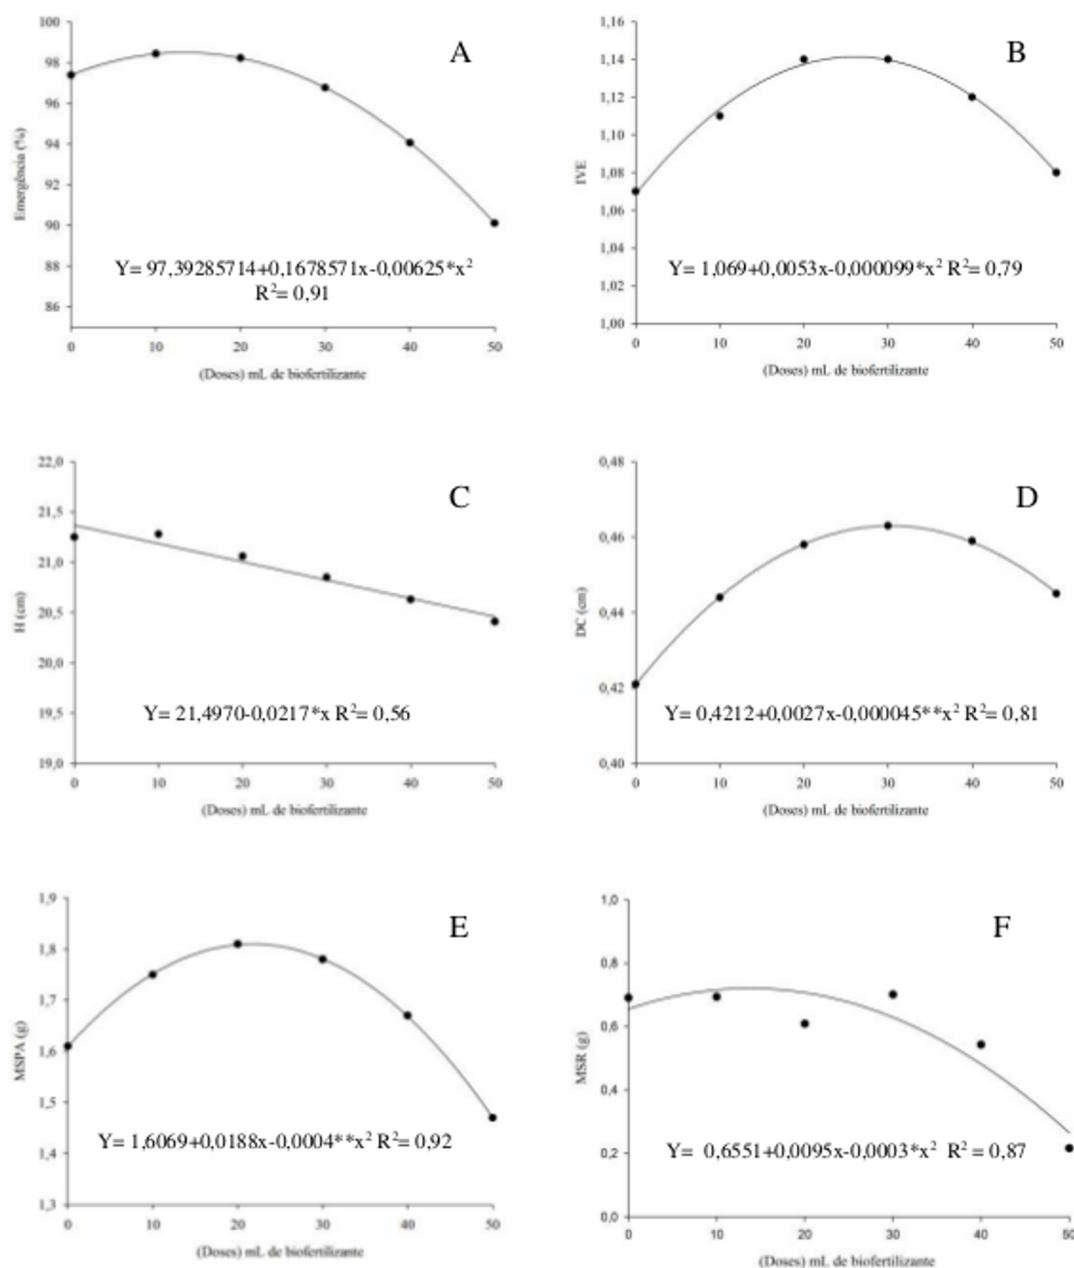 A
Emergência (%)
100
98
96
94
92
90
88
86
Y= 97,39285714+0,1678571x-0,00625*x²
R²= 0,91
0 10 20 30 40 50
(Doses) mL de biofertilizante
B
IVE
1,16
1,14
1,12
1,10
1,08
1,06
1,04
1,02
1,00
Y= 1,069+0,0053x-0,000099*x² R²= 0,79
0 10 20 30 40 50
(Doses) mL de biofertilizante
C
H (cm)
22,0
21,5
21,0
20,5
20,0
19,5
19,0
Y= 21,4970-0,0217*x R²= 0,56
0 10 20 30 40 50
(Doses) mL de biofertilizante
D
DC (cm)
0,48
0,46
0,44
0,42
0,40
Y= 0,4212+0,0027x-0,000045**x² R²= 0,81
0 10 20 30 40 50
(Doses) mL de biofertilizante
E
MSPA (g)
1,9
1,8
1,7
1,6
1,5
1,4
1,3
Y= 1,6069+0,0188x-0,0004**x² R²= 0,92
0 10 20 30 40 50
(Doses) mL de biofertilizante
F
MSR (g)
1,0
0,8
0,6
0,4
0,2
0,0
Y= 0,6551+0,0095x-0,0003*x² R² = 0,87
0 10 20 30 40 50
(Doses) mL de biofertilizante